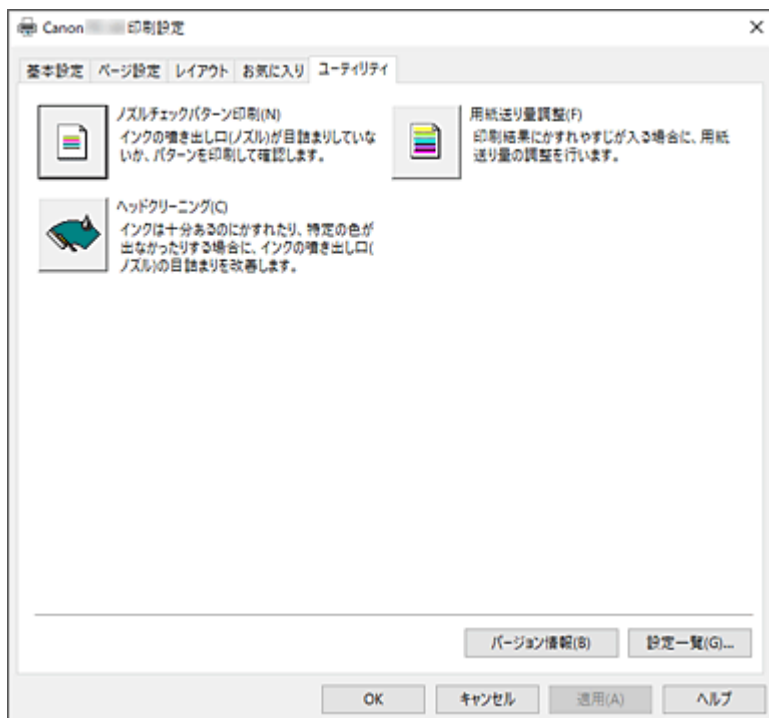 Canon 印刷設定
基本設定 ページ設定 レイアウト お気に入り ユーティリティ
ノズルチェックパターン印刷(N)
インクの噴き出し口(ノズル)が目詰まりしていな
いか、パターンを印刷して確認します。
用紙送り量調整(F)
印刷結果にかすれやすじが入る場合に、用紙
送り量の調整を行います。
ヘッドクリーニング(C)
インクは十分あるのにかすれたり、特定の色が
出なかったりする場合に、インクの噴き出し口(
ノズル)の目詰まりを改善します。
バージョン情報(B) 設定一覧(G)...
OK キャンセル 適用(A) ヘルプ